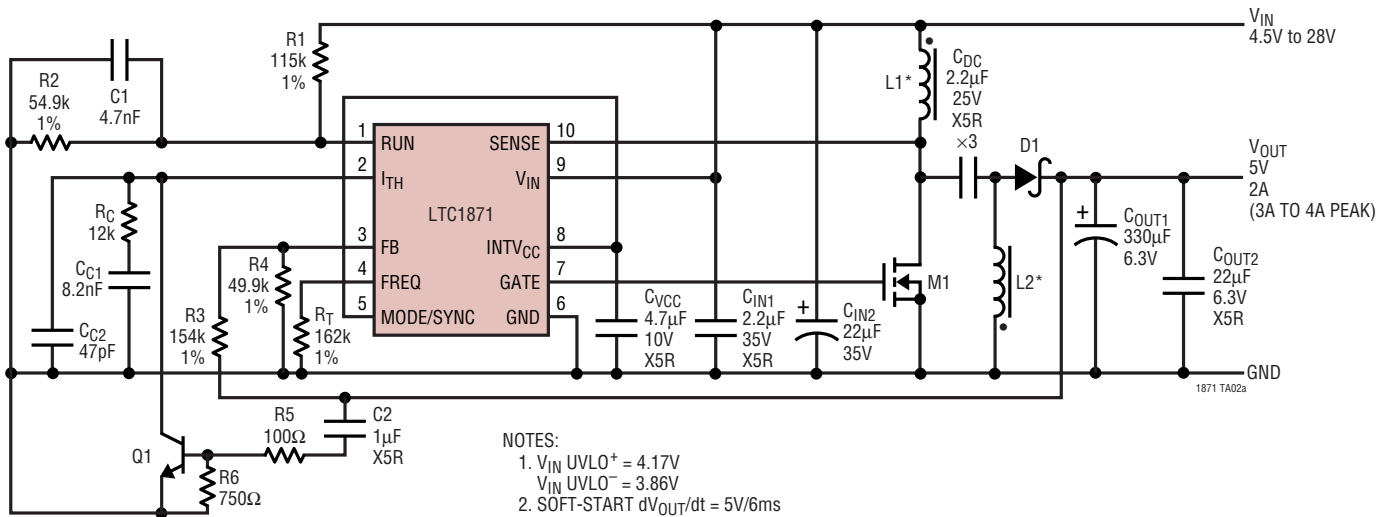 VIN
4.5V to 28V
R1
115k
1%
R2
54.9k
1%
C1
4.7nF
L1*
CDC
2.2µF
25V
X5R
×3
D1
VOUT
5V
2A
(3A TO 4A PEAK)
1
RUN
2
ITH
3
FB
4
FREQ
5
MODE/SYNC
LTC1871
SENSE
10
VIN
9
INTVCC
8
GATE
7
GND
6
RC
12k
CC1
8.2nF
CC2
47pF
R3
154k
1%
R4
49.9k
1%
RT
162k
1%
CVCC
4.7µF
10V
X5R
CIN1
2.2µF
35V
X5R
+
CIN2
22µF
35V
M1
L2*
+
COUT1
330µF
6.3V
COUT2
22µF
6.3V
X5R
GND
1871 TA02a
Q1
R5
100Ω
C2
1µF
X5R
R6
750Ω
NOTES:
1. VIN UVLO+ = 4.17V
VIN UVLO– = 3.86V
2. SOFT-START dVOUT/dt = 5V/6ms